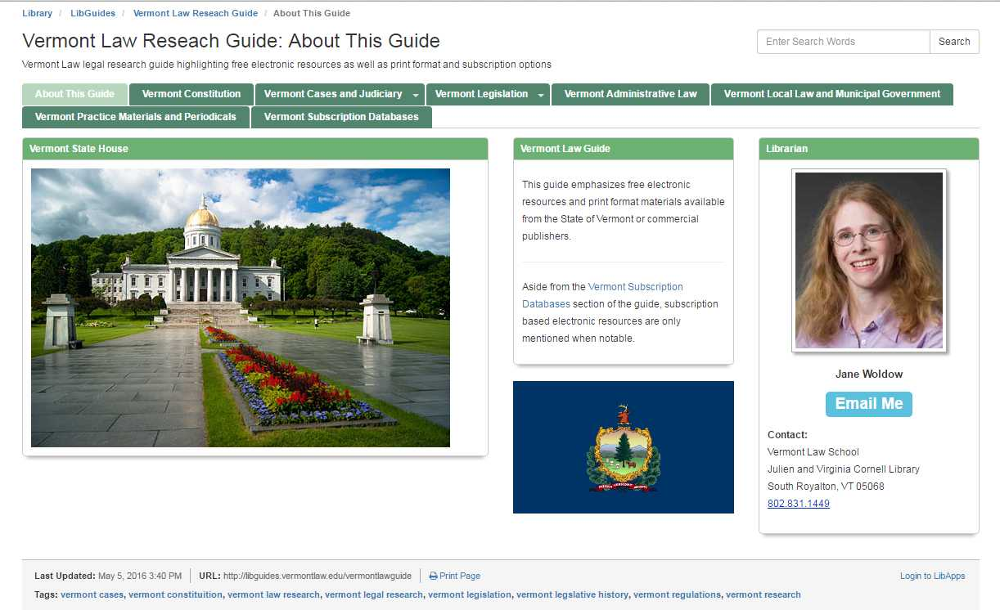 Library / LibGuides / Vermont Law Reseach Guide / About This Guide
Vermont Law Reseach Guide: About This Guide
Enter Search Words Search
Vermont Law legal research guide highlighting free electronic resources as well as print format and subscription options
About This Guide Vermont Constitution Vermont Cases and Judiciary Vermont Legislation Vermont Administrative Law Vermont Local Law and Municipal Government
Vermont Practice Materials and Periodicals Vermont Subscription Databases
Vermont State House
Vermont Law Guide
This guide emphasizes free electronic
resources and print format materials available
from the State of Vermont or commercial
publishers.
Aside from the Vermont Subscription
Databases section of the guide, subscription
based electronic resources are only
mentioned when notable.
VERMONT
Librarian
Jane Woldow
Email Me
Contact:
Vermont Law School
Julien and Virginia Cornell Library
South Royalton, VT 05068
802.831.1449
Last Updated: May 5, 2016 3:40 PM URL: http://libguides.vermontlaw.edu/vermontlawguide Print Page Login to LibApps
Tags: vermont cases, vermont constituition, vermont law research, vermont legal research, vermont legislation, vermont legslative history, vermont regulations, vermont research